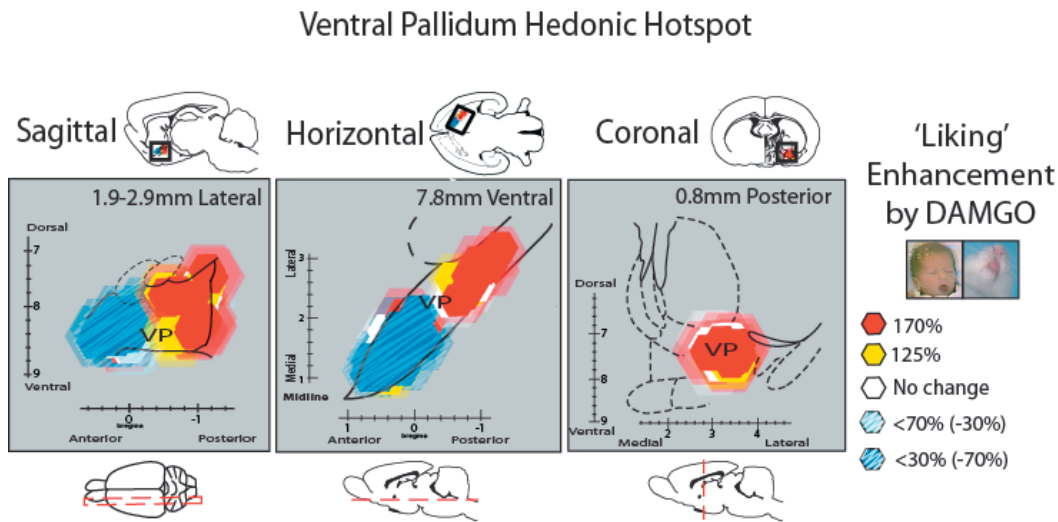 Ventral Pallidum Hedonic Hotspot
Sagittal
Horizontal
Coronal
'Liking'
Enhancement
by DAMGO
1.9-2.9mm Lateral
Dorsal
7
8
9
Ventral
VP
0
-1
bregma
Anterior
Posterior
7.8mm Ventral
Lateral
3
2
1
Medial
Midline
VP
1
0
-1
bregma
Anterior
Posterior
0.8mm Posterior
Dorsal
6
7
8
9
Ventral
VP
2
3
4
Medial
Lateral
170%
125%
No change
<70% (-30%)
<30% (-70%)